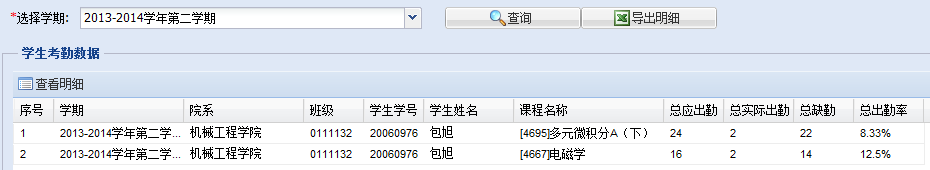 *选择学期: 2013-2014学年第二学期 查询 导出明细
学生考勤数据
查看明细
序号 学期 院系 班级 学生学号 学生姓名 课程名称 总应出勤 总实际出勤 总缺勤 总出勤率
1 2013-2014学年第二学... 机械工程学院 0111132 20060976 包旭 [4695]多元微积分A（下） 24 2 22 8.33%
2 2013-2014学年第二学... 机械工程学院 0111132 20060976 包旭 [4667]电磁学 16 2 14 12.5%